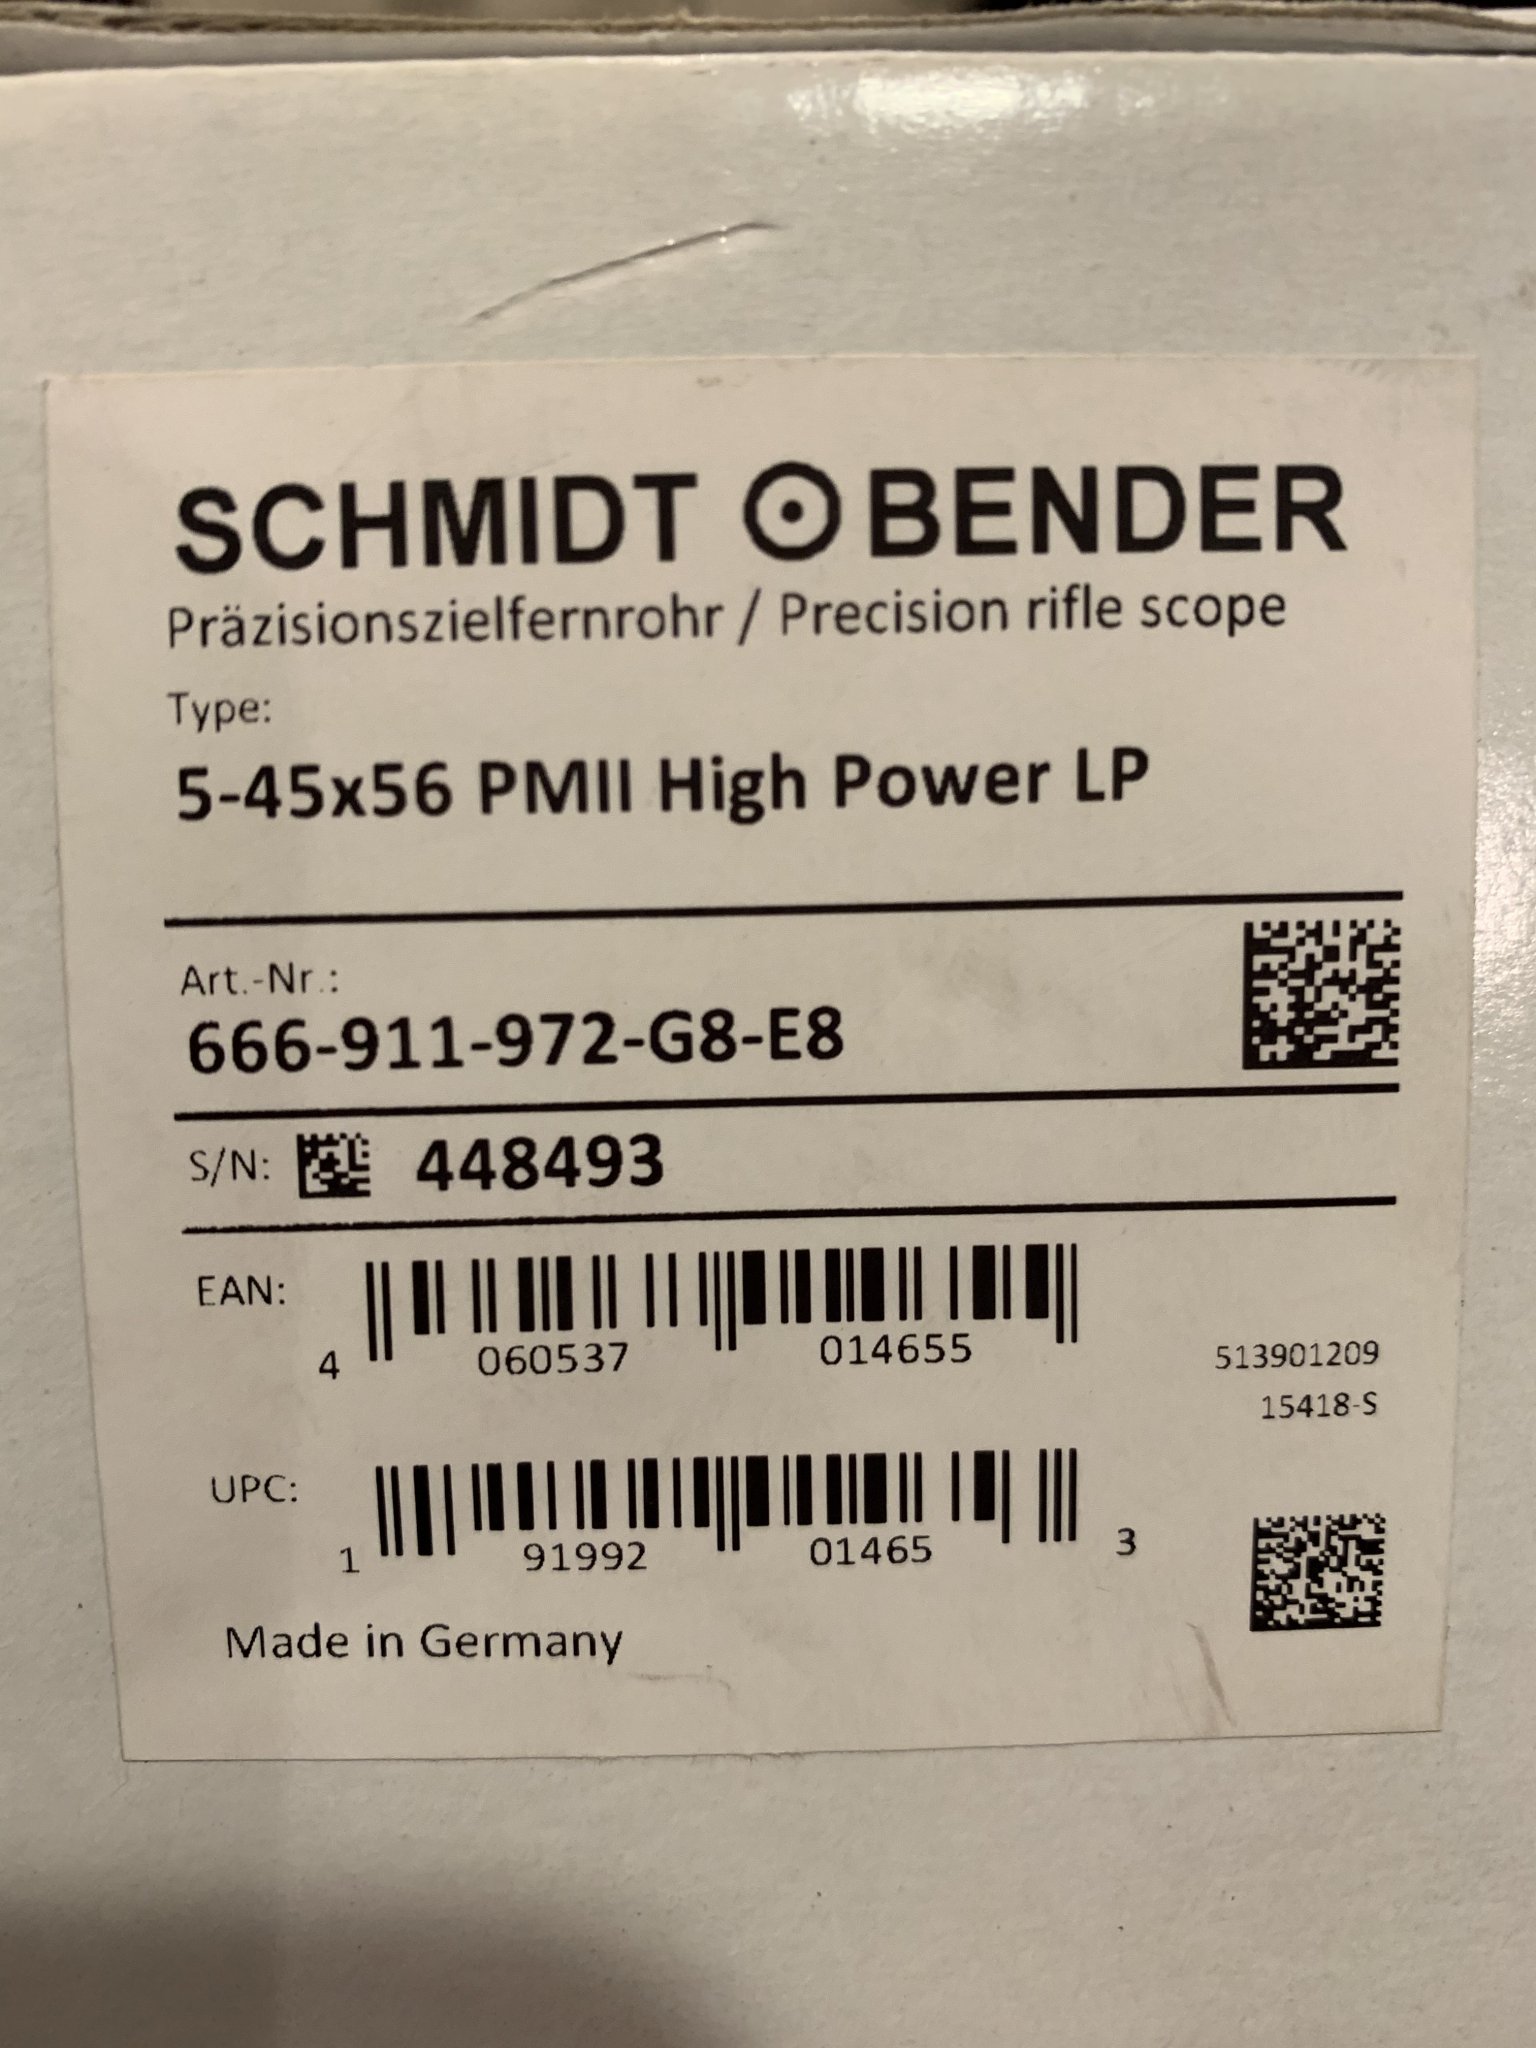 SCHMIDT BENDER
Präzisionszielfernrohr / Precision rifle scope
Type:
5-45x56 PMII High Power LP
Art.-Nr.:
666-911-972-G8-E8
S/N: 448493
EAN:
4 060537 014655
513901209
15418-S
UPC:
1 91992 01465 3
Made in Germany